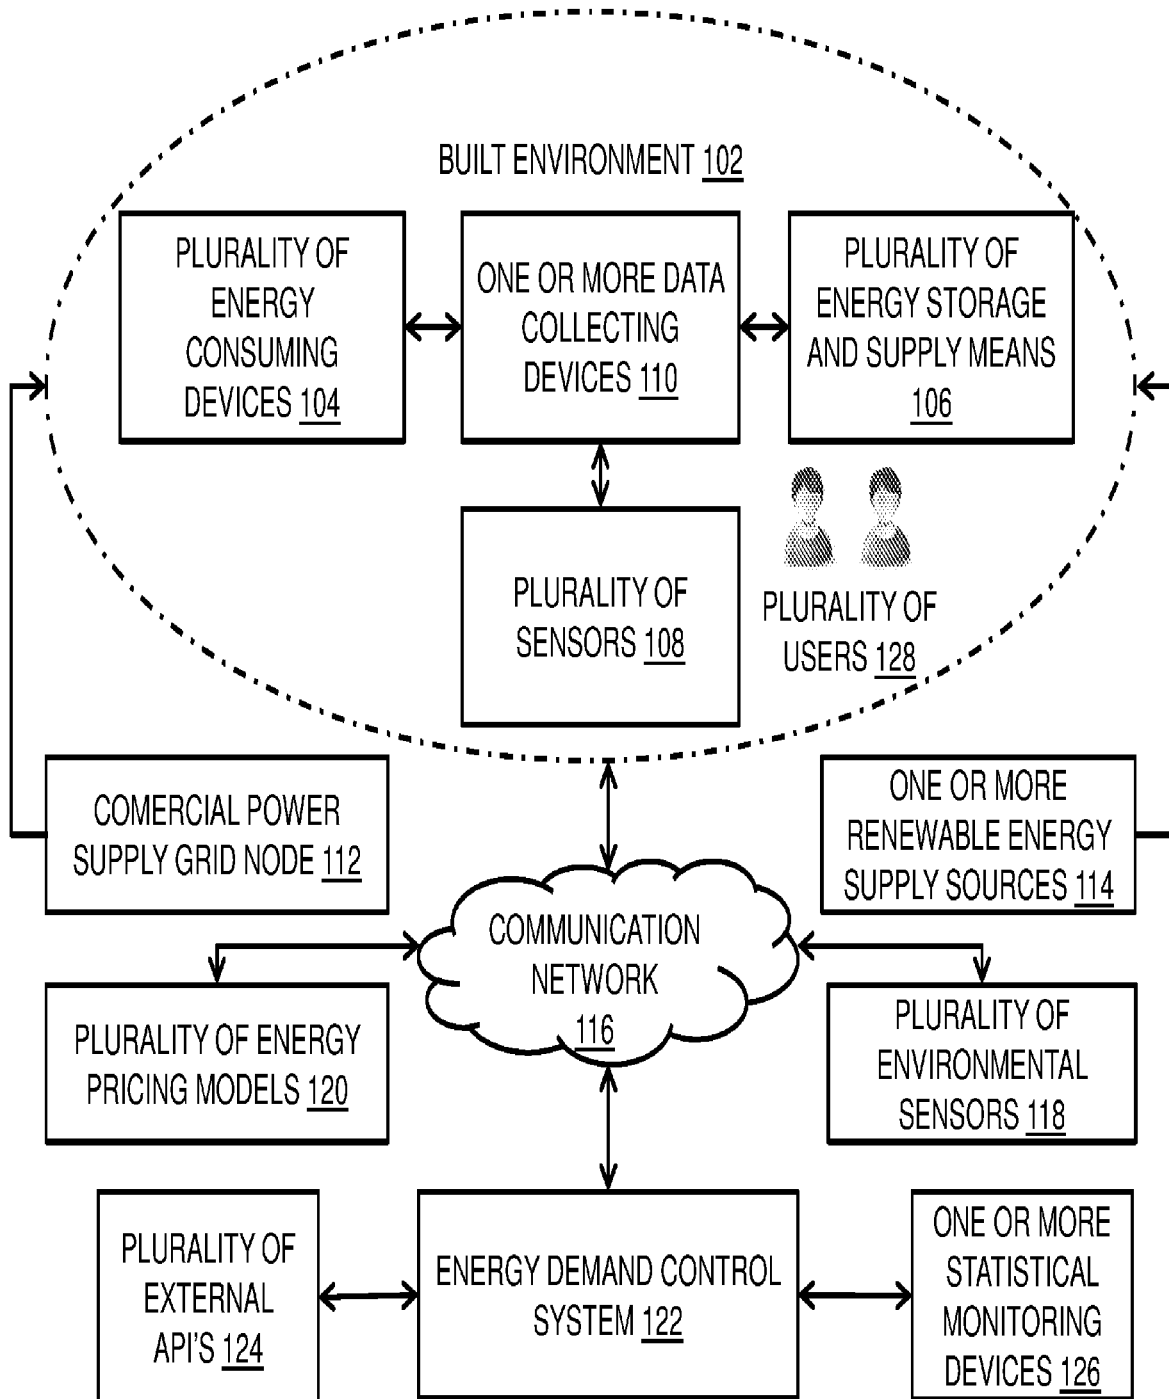 BUILT ENVIRONMENT 102
PLURALITY OF
ENERGY
CONSUMING
DEVICES 104
ONE OR MORE DATA
COLLECTING
DEVICES 110
PLURALITY OF
ENERGY STORAGE
AND SUPPLY MEANS
106
PLURALITY OF
SENSORS 108
PLURALITY OF
USERS 128
COMERCIAL POWER
SUPPLY GRID NODE 112
ONE OR MORE
RENEWABLE ENERGY
SUPPLY SOURCES 114
COMMUNICATION
NETWORK
116
PLURALITY OF ENERGY
PRICING MODELS 120
PLURALITY OF
ENVIRONMENTAL
SENSORS 118
PLURALITY OF
EXTERNAL
API'S 124
ENERGY DEMAND CONTROL
SYSTEM 122
ONE OR MORE
STATISTICAL
MONITORING
DEVICES 126